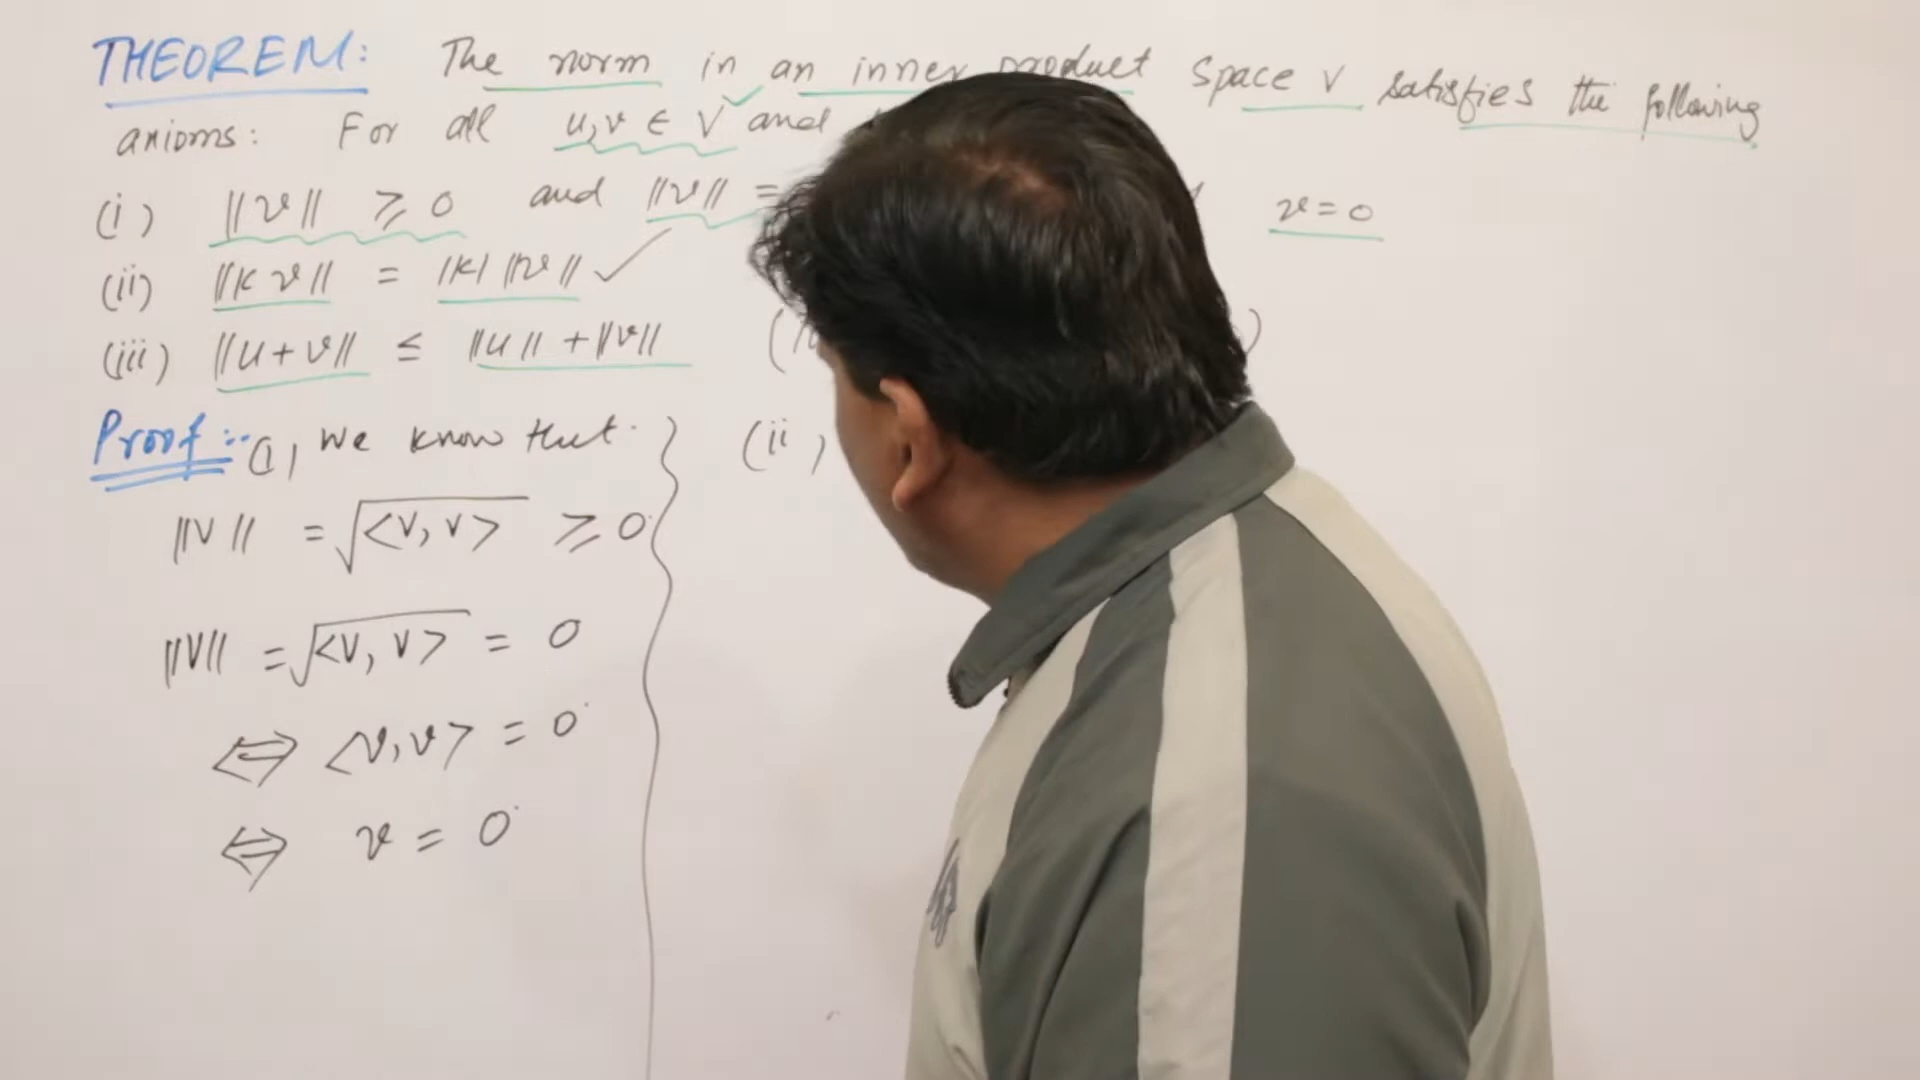 THEOREM: The norm in an inner product space V satisfies the following
axioms: For all u,v ∈ V and
(i) ||v|| ≥ 0 and ||v|| = v=0
(ii) ||kv|| = |k| ||v|| ✓
(iii) ||u+v|| ≤ ||u|| + ||v|| ( )
Proof :- (i) We know that.
||V|| = √<V, V> ≥ 0
||V|| = √<V, V> = 0
⇔ <v,v> = 0
⇔ v = 0
(ii)